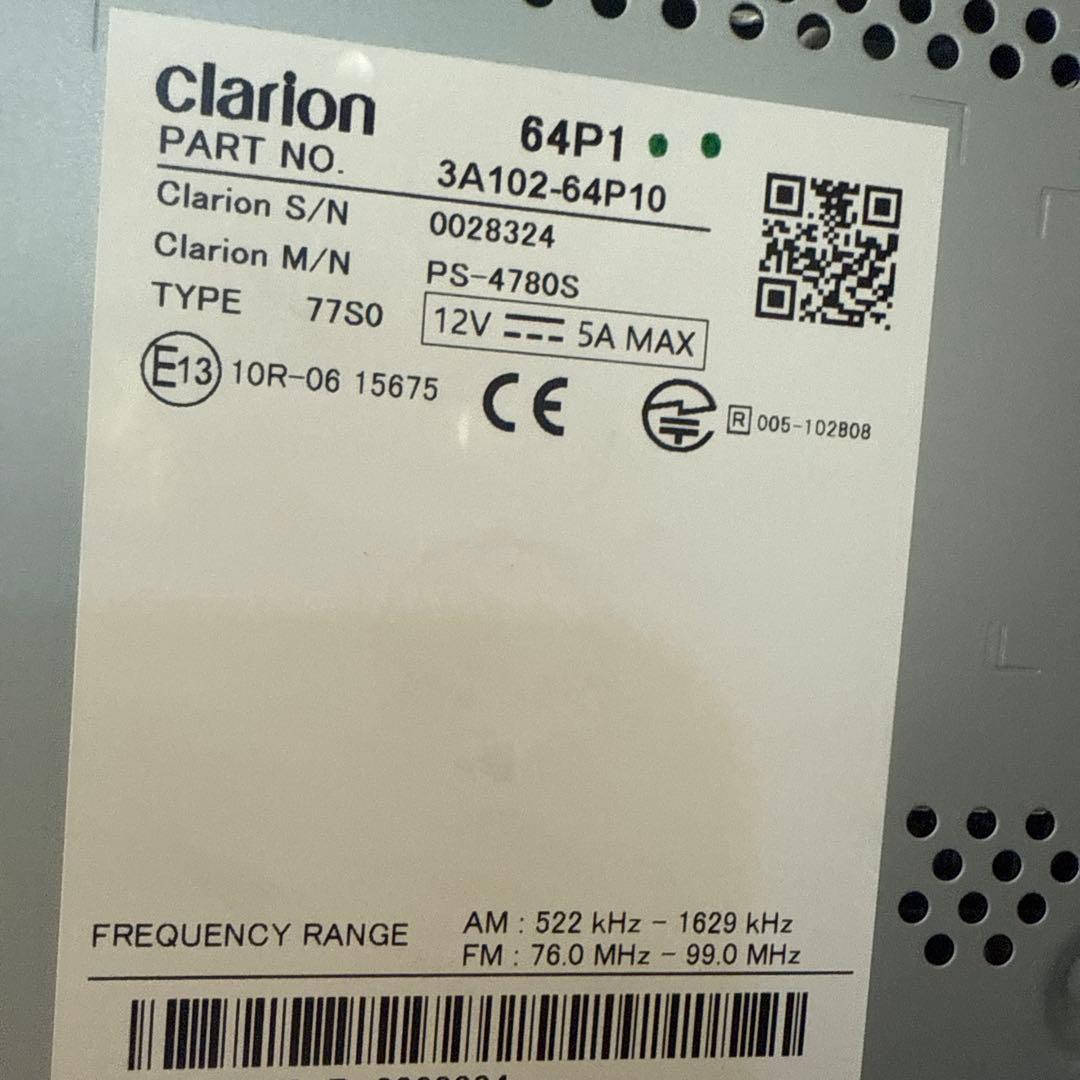 Clarion
64P1
PART NO. 3A102-64P10
Clarion S/N 0028324
Clarion M/N PS-4780S
TYPE 77S0 12V 5A MAX
E13 10R-06 15675 CE R 005-102808
FREQUENCY RANGE AM : 522 kHz - 1629 kHz
FM : 76.0 MHz - 99.0 MHz